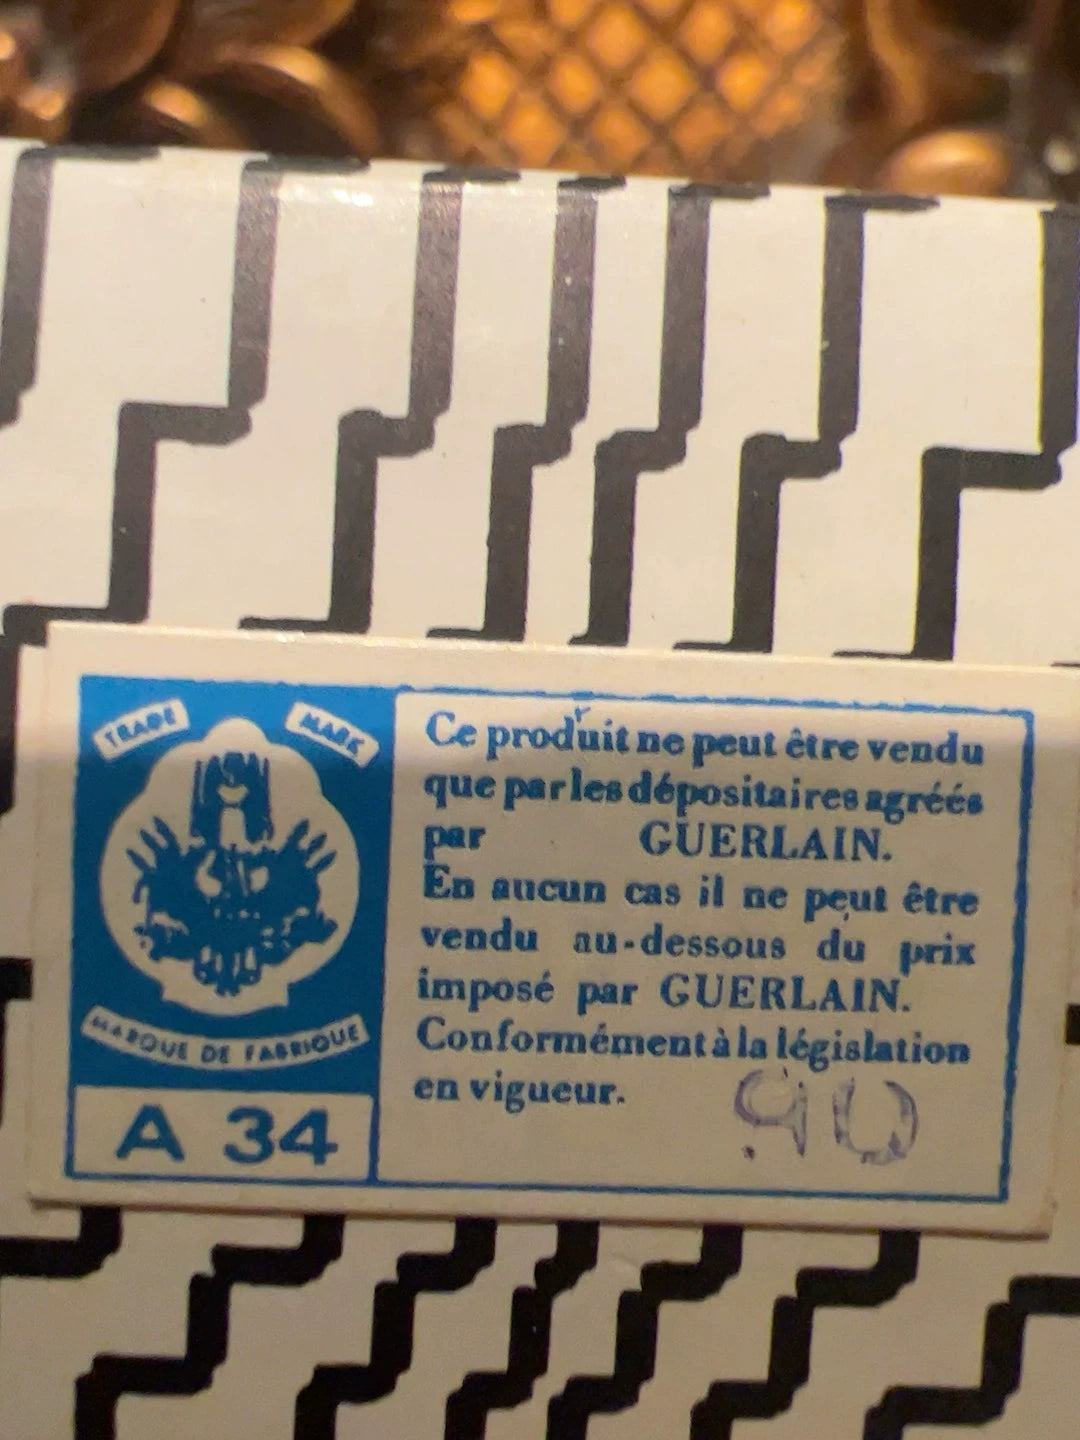 TRADE MARK
MARQUE DE FABRIQUE
A 34
Ce produit ne peut être vendu
que par les dépositaires agréés
par GUERLAIN.
En aucun cas il ne peut être
vendu au-dessous du prix
imposé par GUERLAIN.
Conformément à la législation
en vigueur.
90